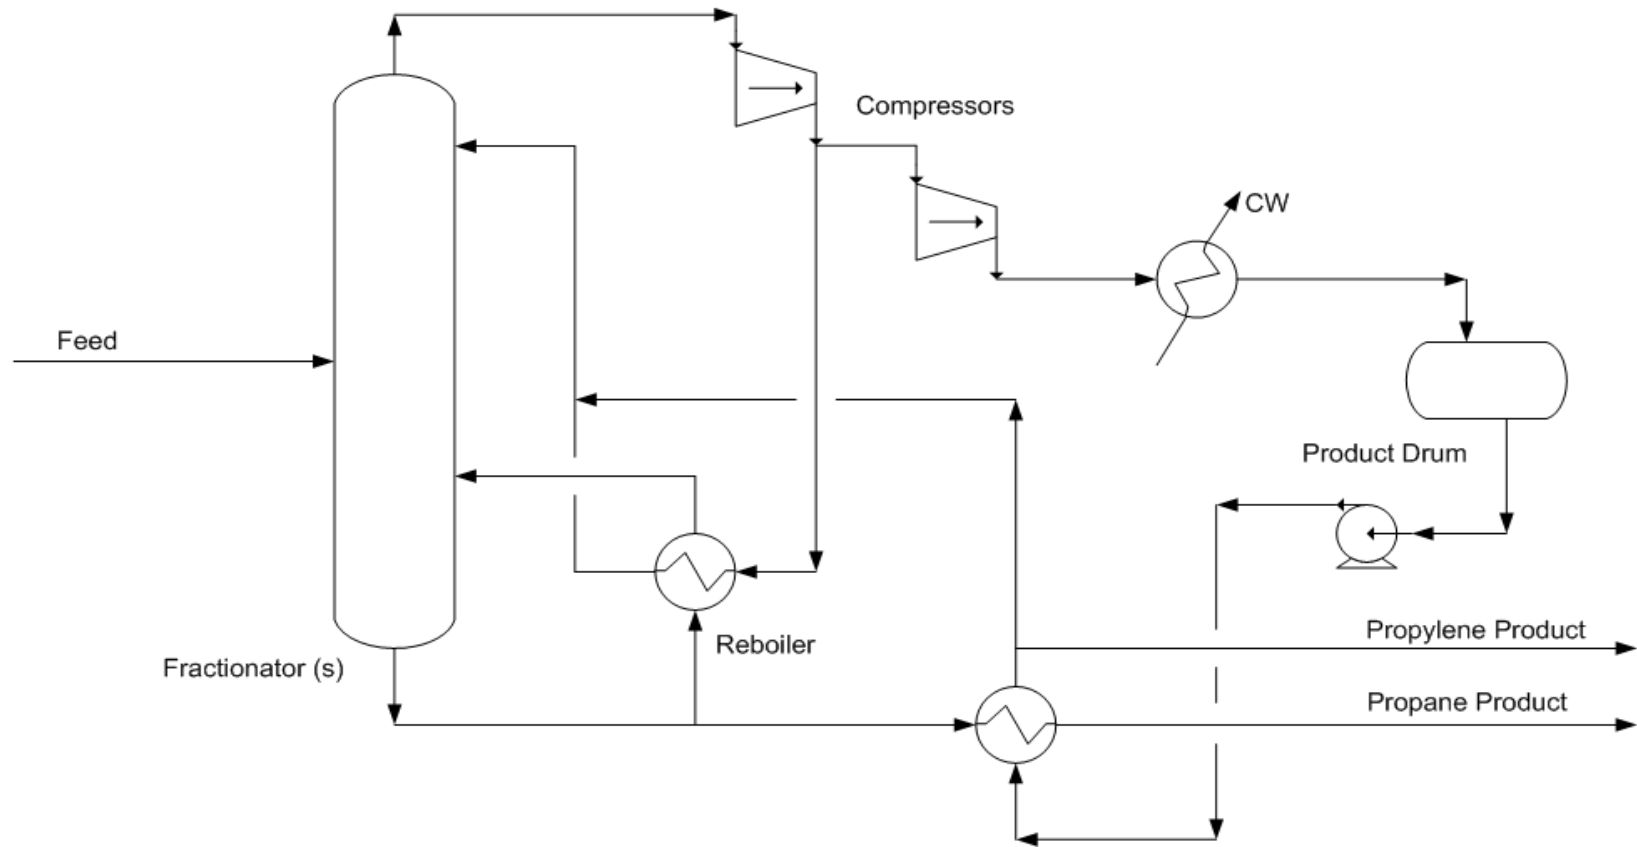 Compressors
CW
Feed
Product Drum
Propylene Product
Reboiler
Fractionator (s)
Propane Product